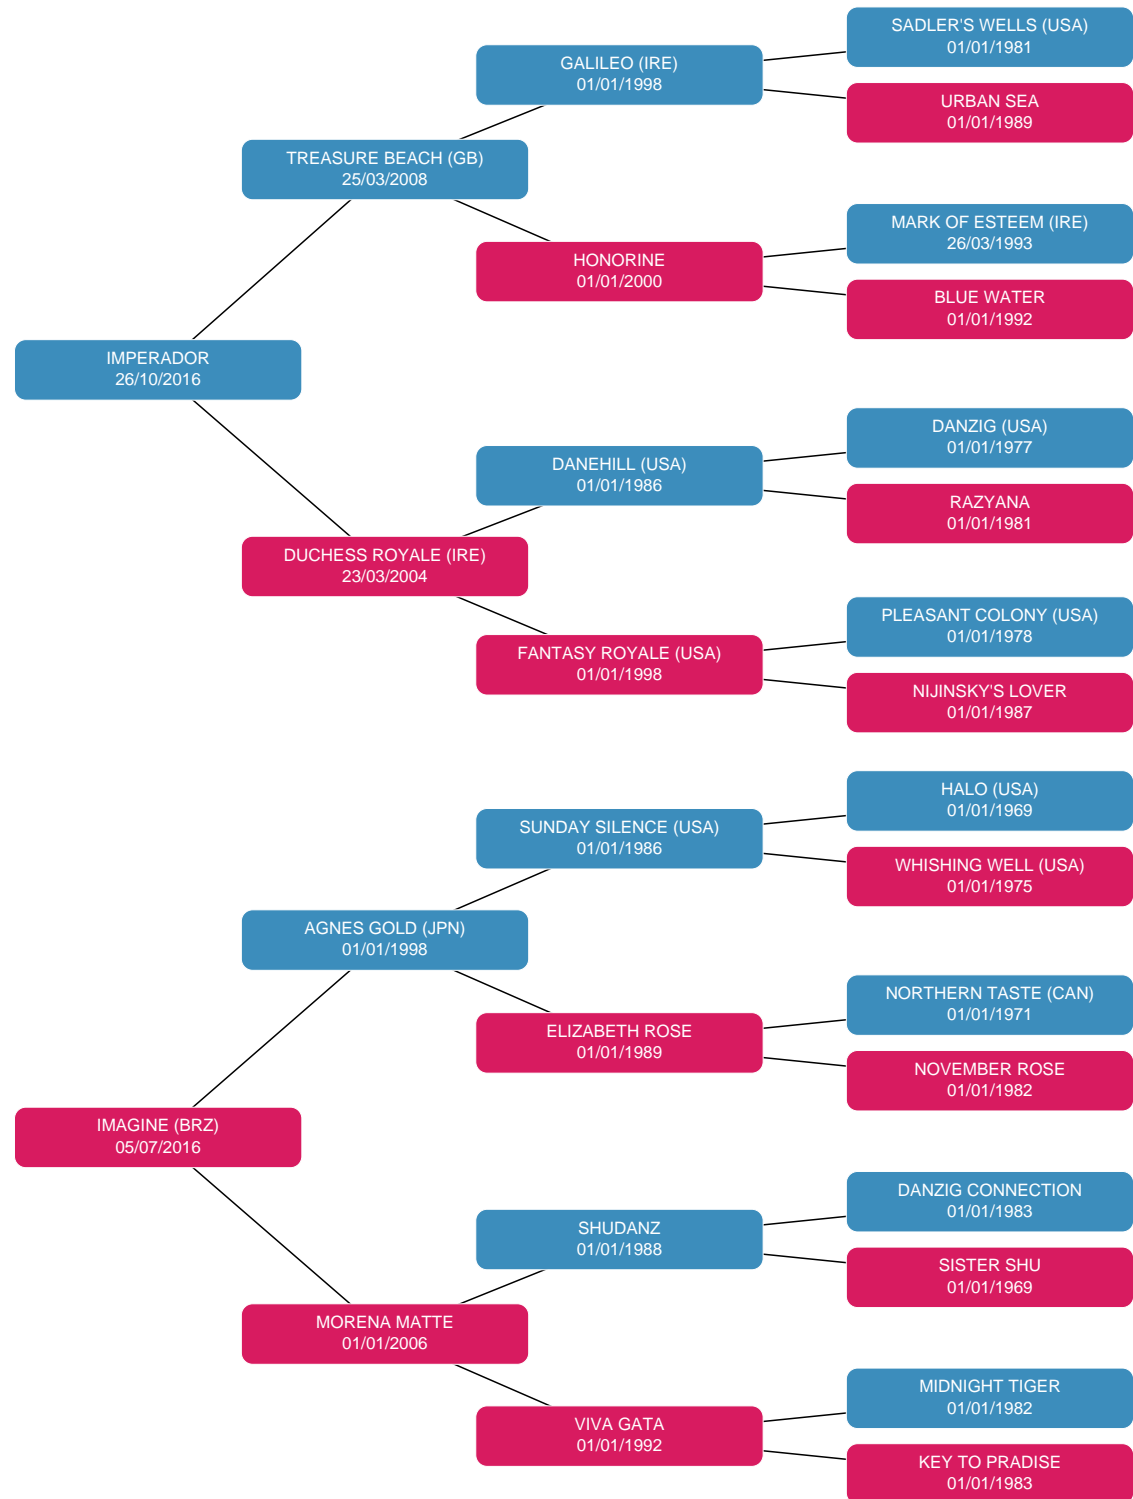 SADLER'S WELLS (USA)
01/01/1981
GALILEO (IRE)
01/01/1998
URBAN SEA
01/01/1989
TREASURE BEACH (GB)
25/03/2008
MARK OF ESTEEM (IRE)
26/03/1993
HONORINE
01/01/2000
BLUE WATER
01/01/1992
IMPERADOR
26/10/2016
DANZIG (USA)
01/01/1977
DANEHILL (USA)
01/01/1986
RAZYANA
01/01/1981
DUCHESS ROYALE (IRE)
23/03/2004
PLEASANT COLONY (USA)
01/01/1978
FANTASY ROYALE (USA)
01/01/1998
NIJINSKY'S LOVER
01/01/1987
HALO (USA)
01/01/1969
SUNDAY SILENCE (USA)
01/01/1986
WHISHING WELL (USA)
01/01/1975
AGNES GOLD (JPN)
01/01/1998
NORTHERN TASTE (CAN)
01/01/1971
ELIZABETH ROSE
01/01/1989
NOVEMBER ROSE
01/01/1982
IMAGINE (BRZ)
05/07/2016
DANZIG CONNECTION
01/01/1983
SHUDANZ
01/01/1988
SISTER SHU
01/01/1969
MORENA MATTE
01/01/2006
MIDNIGHT TIGER
01/01/1982
VIVA GATA
01/01/1992
KEY TO PRADISE
01/01/1983